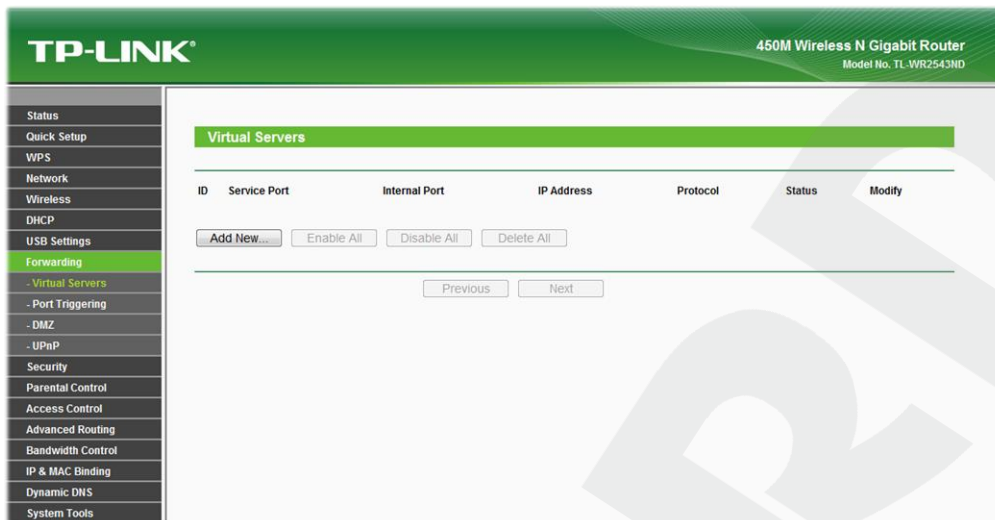 TP-LINK®
450M Wireless N Gigabit Router
Model No. TL-WR2543ND
Status
Quick Setup
WPS
Network
Wireless
DHCP
USB Settings
Forwarding
- Virtual Servers
- Port Triggering
- DMZ
- UPnP
Security
Parental Control
Access Control
Advanced Routing
Bandwidth Control
IP & MAC Binding
Dynamic DNS
System Tools
Virtual Servers
ID Service Port Internal Port IP Address Protocol Status Modify
Add New... Enable All Disable All Delete All
Previous Next